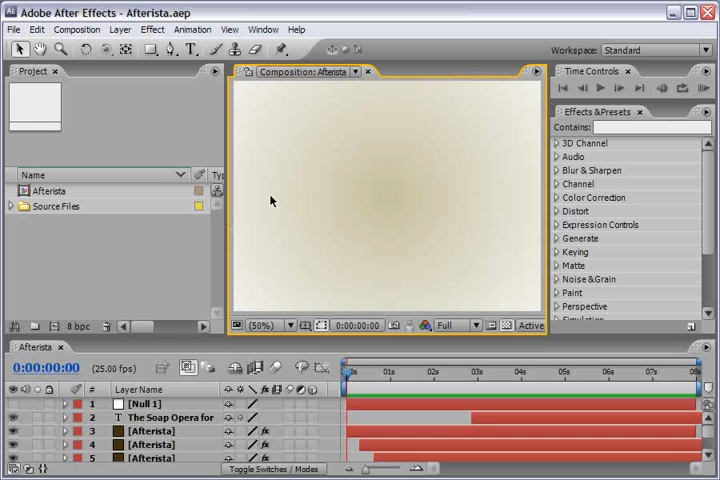 Adobe After Effects - Afterista.aep
File Edit Composition Layer Effect Animation View Window Help
Workspace: Standard
Project
Composition: Afterista
Time Controls
Effects & Presets
Contains:
Name
Afterista
Source Files
3D Channel
Audio
Blur & Sharpen
Channel
Color Correction
Distort
Expression Controls
Generate
Keying
Matte
Noise & Grain
Paint
Perspective
8 bpc
(50%)
0:00:00:00
Full
Active
Afterista
0:00:00:00
(25.00 fps)
01s 02s 03s 04s 05s 06s 07s
# Layer Name
1 [Null 1]
2 T The Soap Opera for
3 [Afterista]
4 [Afterista]
5 [Afterista]
Toggle Switches / Modes